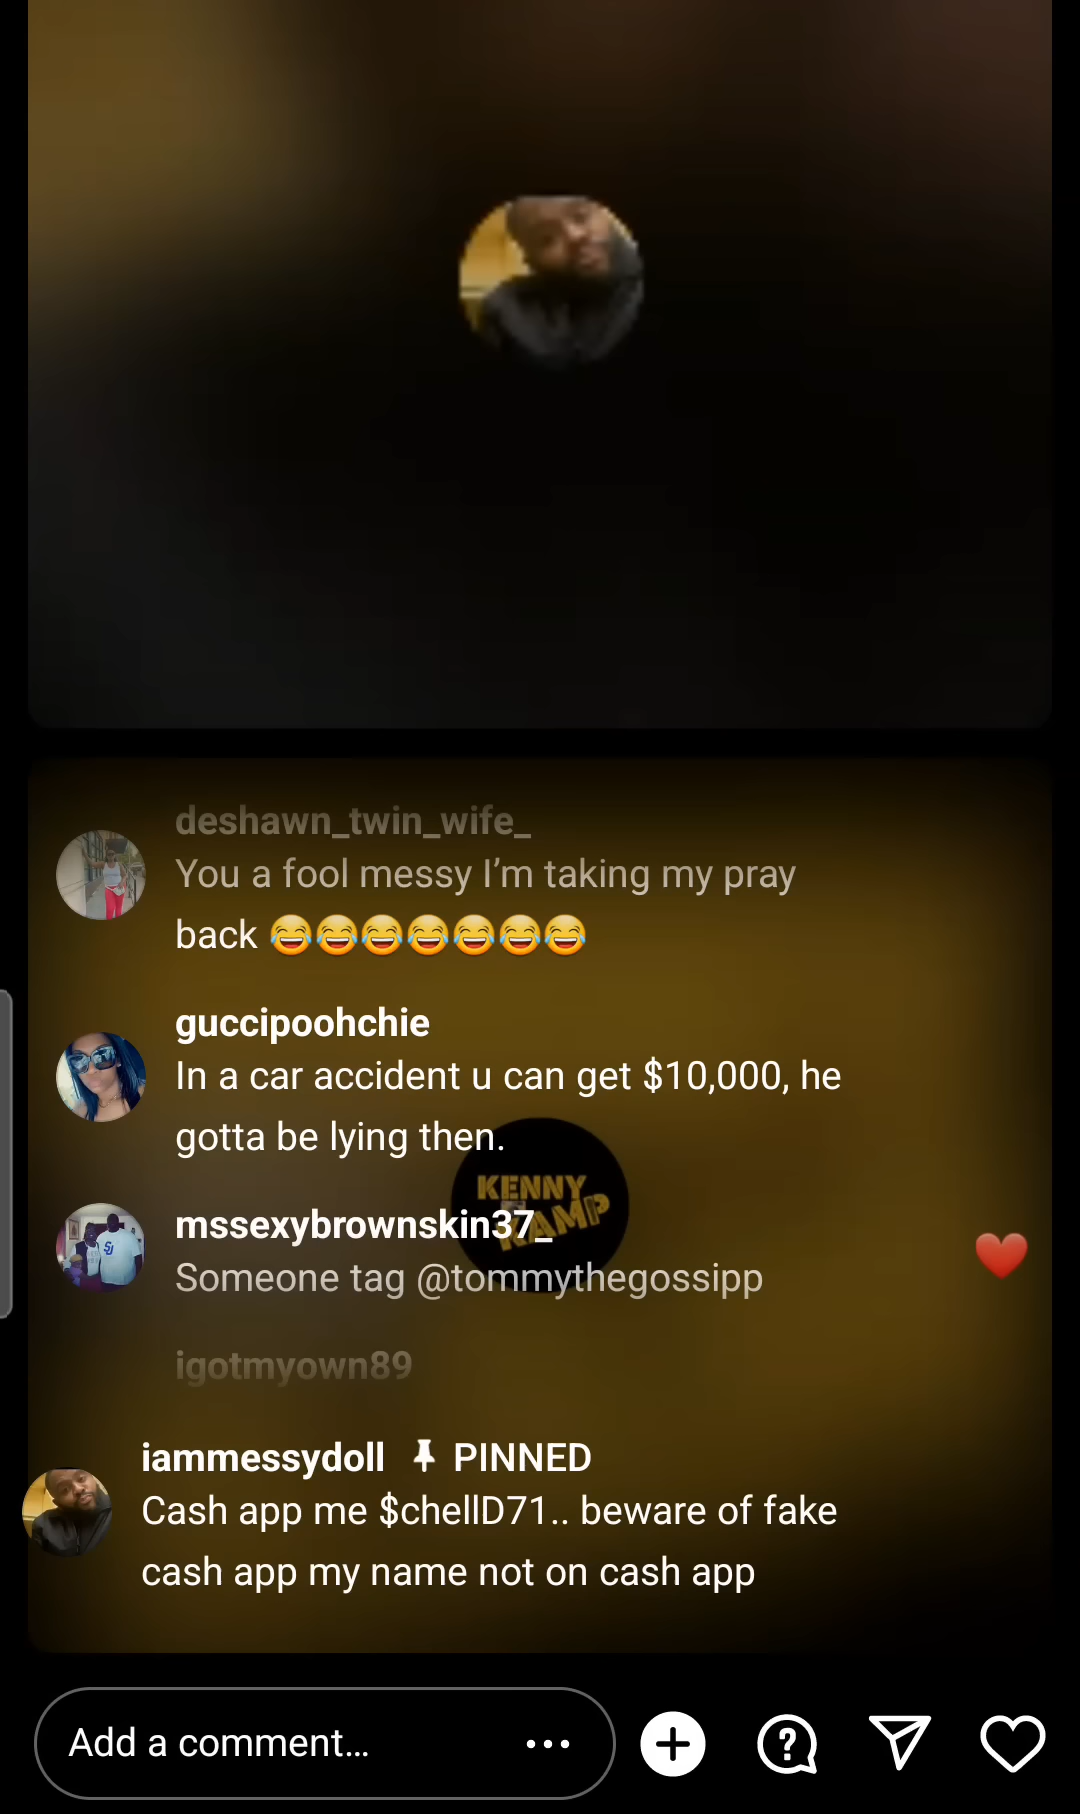 deshawn_twin_wife_
You a fool messy I’m taking my pray
back 😂😂😂😂😂😂😂
guccipoohchie
In a car accident u can get $10,000, he
gotta be lying then.
KENNY
KAMP
mssexybrownskin37_
Someone tag @tommythegossipp
igotmyown89
iammessydoll PINNED
Cash app me $chellD71.. beware of fake
cash app my name not on cash app
Add a comment...